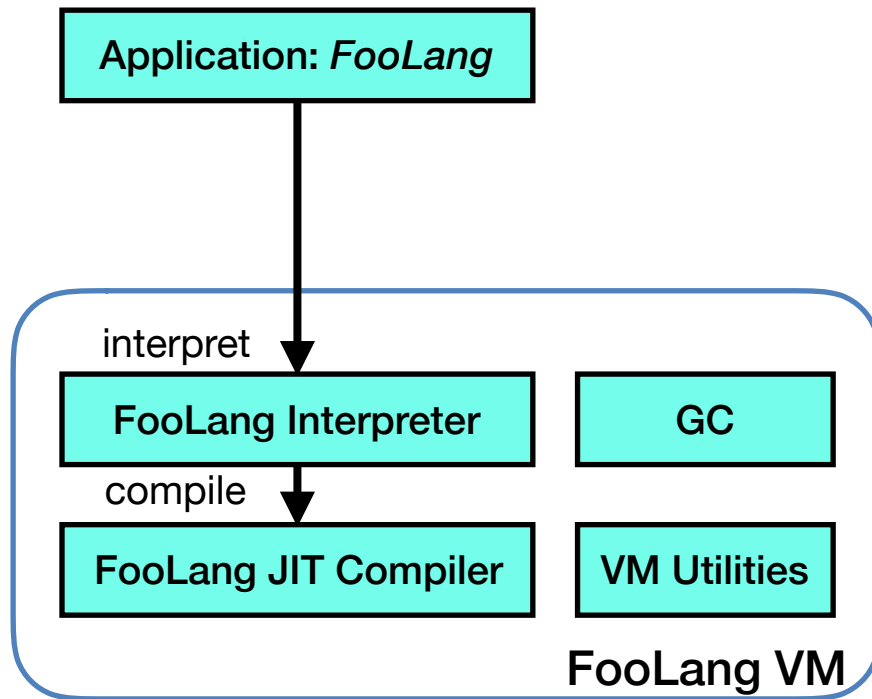 Application: FooLang
interpret
FooLang Interpreter
GC
compile
FooLang JIT Compiler
VM Utilities
FooLang VM